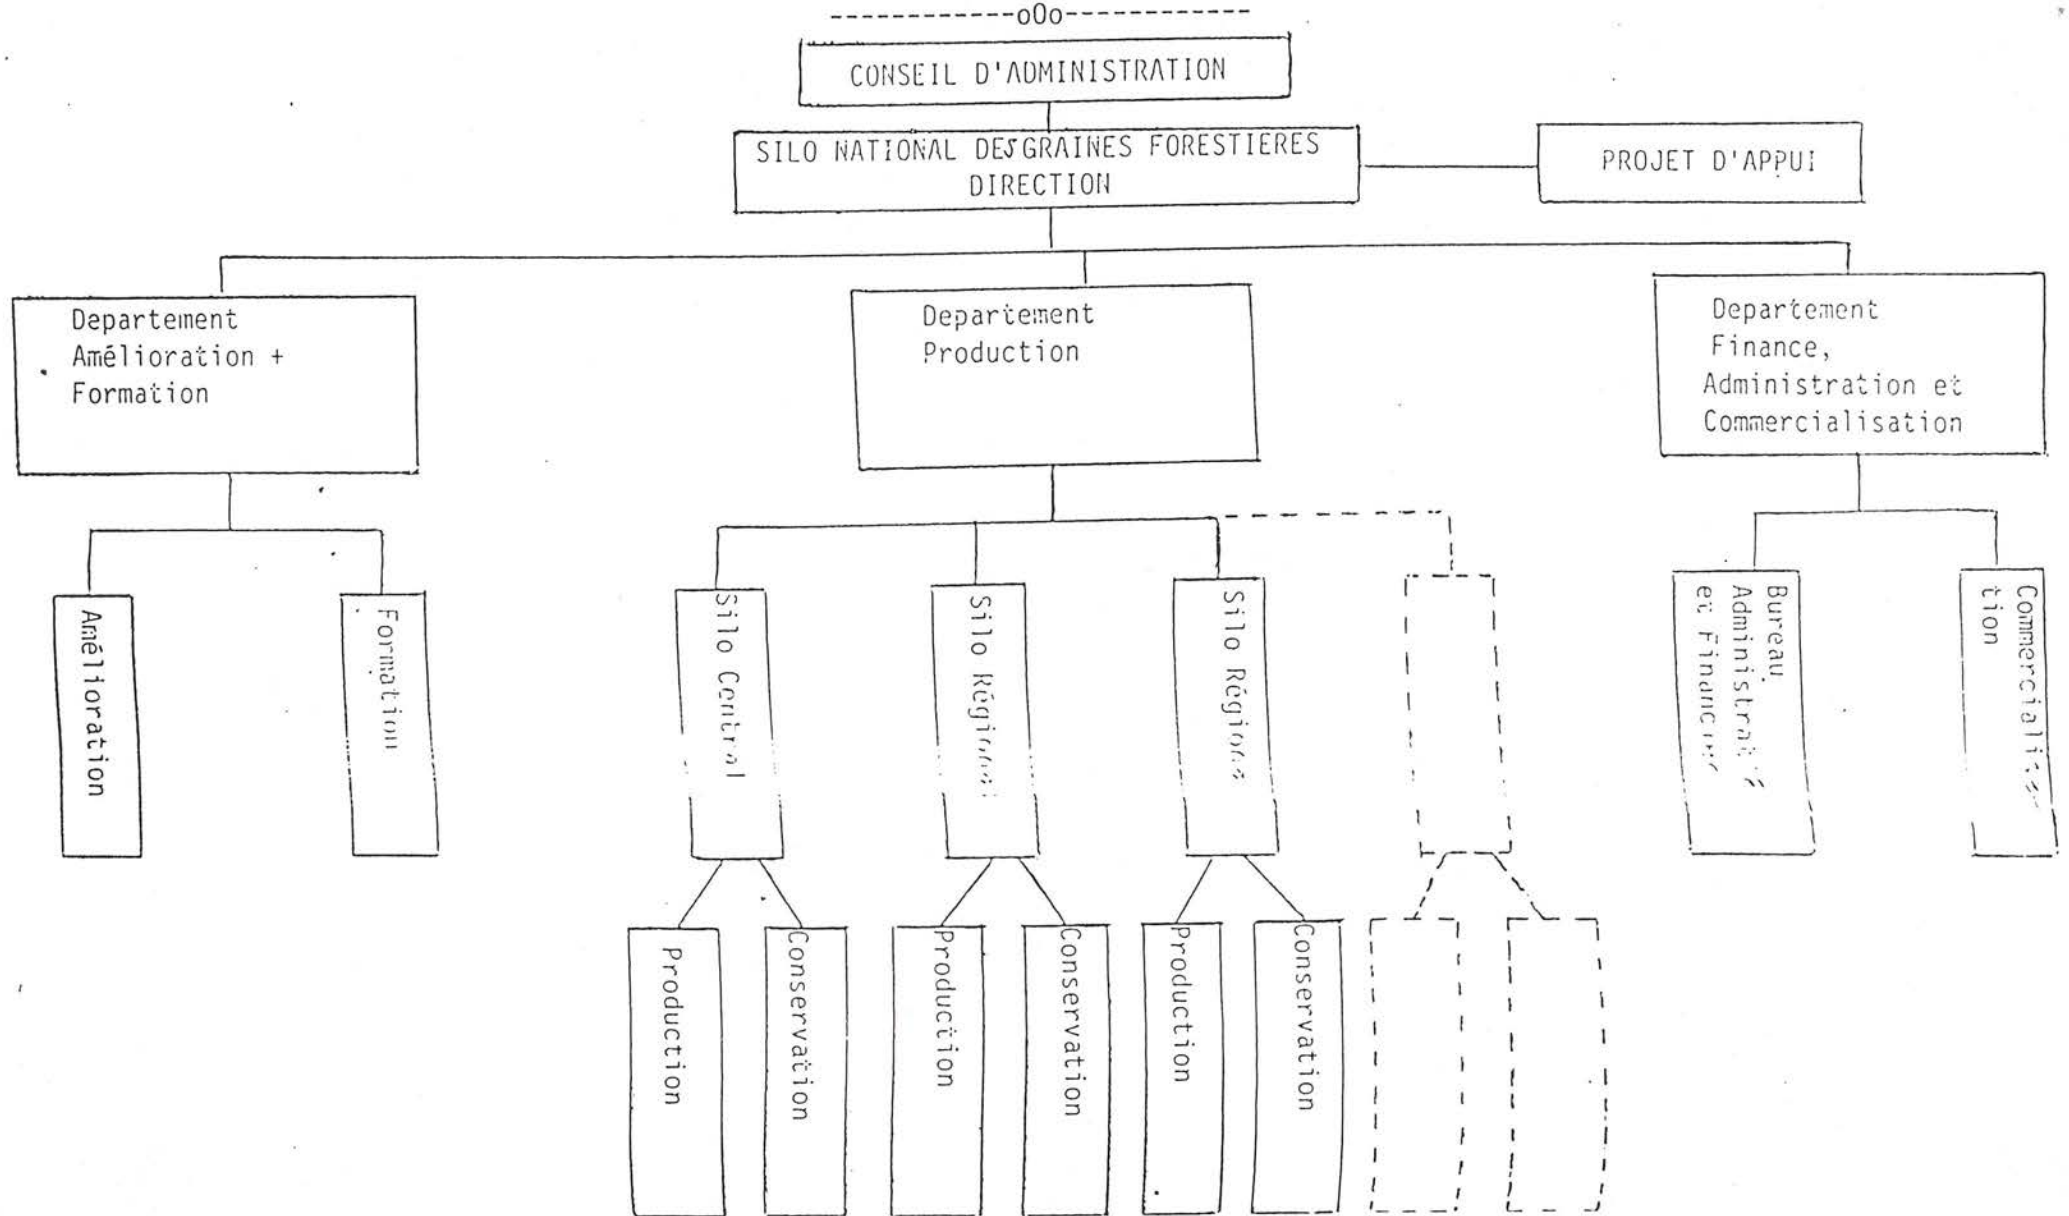 ------------oOo------------
CONSEIL D'ADMINISTRATION
SILO NATIONAL DES GRAINES FORESTIERES
DIRECTION
PROJET D'APPUI
Departement
Amélioration +
Formation
Departement
Production
Departement
Finance,
Administration et
Commercialisation
Amélioration
Formation
Silo Central
Silo Régional
Silo Régional
Bureau
Administratif
et Financier
Commercialisa-
tion
Production
Conservation
Production
Conservation
Production
Conservation